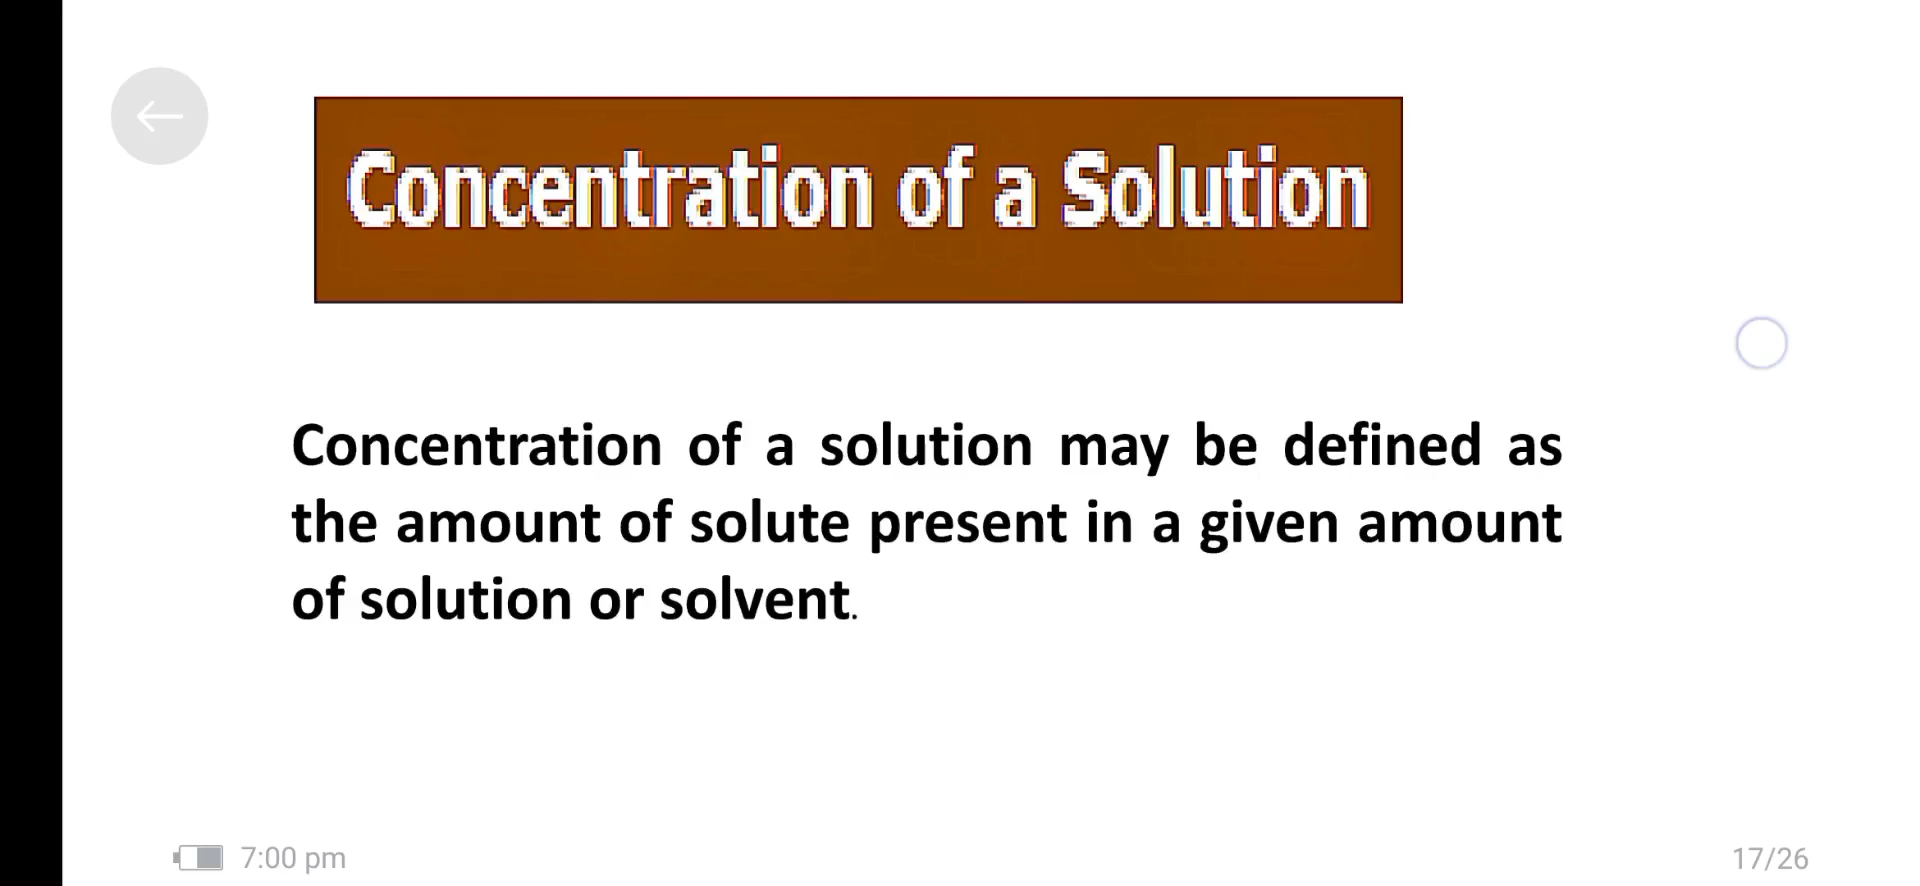 Concentration of a Solution
Concentration of a solution may be defined as
the amount of solute present in a given amount
of solution or solvent.
7:00 pm
17/26